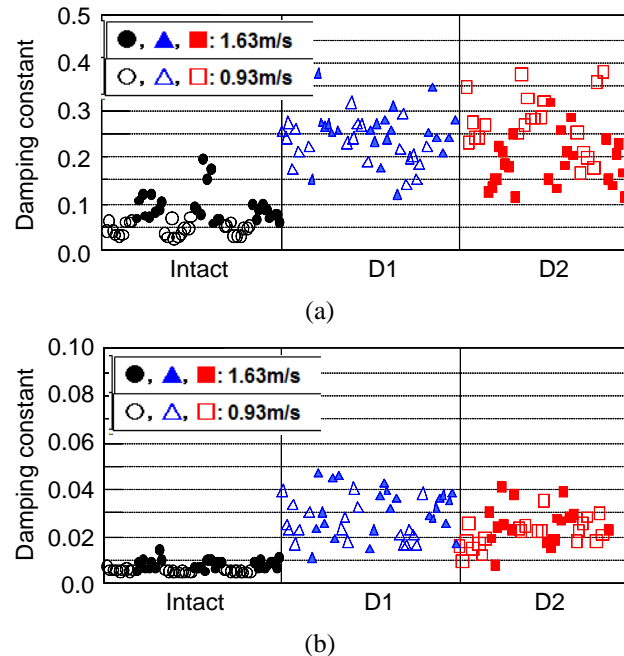 0.5
●, ▲, ■: 1.63m/s
0.4
○, △, □: 0.93m/s
0.3
0.2
0.1
0.0
Damping constant
Intact D1 D2
(a)
0.10
●, ▲, ■: 1.63m/s
0.08
○, △, □: 0.93m/s
0.06
0.04
0.02
0.0
Damping constant
Intact D1 D2
(b)